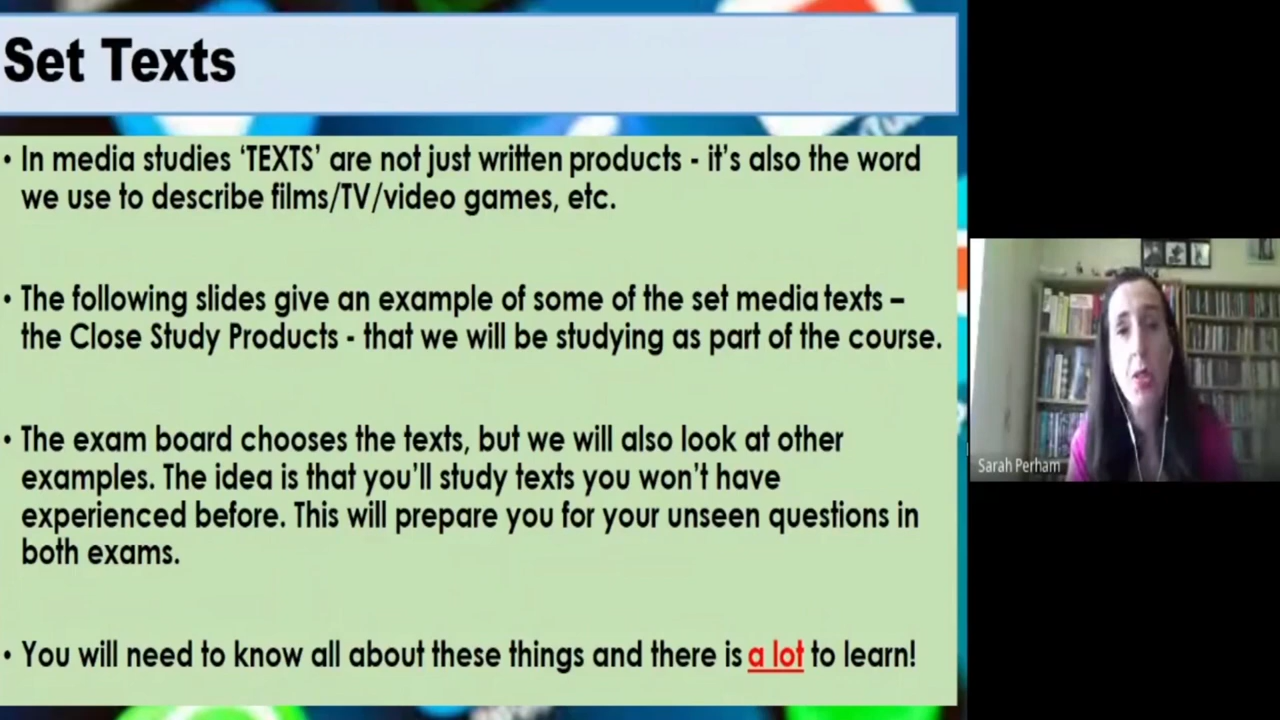 Set Texts
• In media studies ‘TEXTS’ are not just written products - it’s also the word
we use to describe films/TV/video games, etc.
• The following slides give an example of some of the set media texts –
the Close Study Products - that we will be studying as part of the course.
• The exam board chooses the texts, but we will also look at other
examples. The idea is that you’ll study texts you won’t have
experienced before. This will prepare you for your unseen questions in
both exams.
• You will need to know all about these things and there is a lot to learn!
Sarah Perham